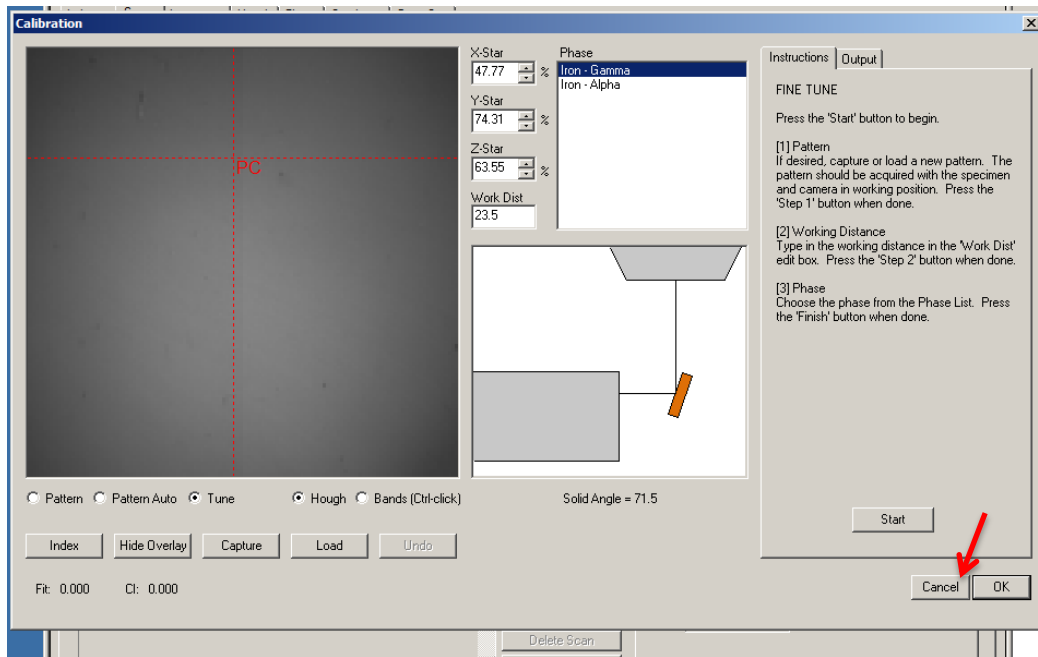 Calibration
X-Star
47.77 %
Y-Star
74.31 %
Z-Star
63.55 %
Work Dist
23.5
Phase
Iron - Gamma
Iron - Alpha
PC
Instructions Output
FINE TUNE
Press the 'Start' button to begin.
[1] Pattern
If desired, capture or load a new pattern. The
pattern should be acquired with the specimen
and camera in working position. Press the
'Step 1' button when done.
[2] Working Distance
Type in the working distance in the 'Work Dist'
edit box. Press the 'Step 2' button when done.
[3] Phase
Choose the phase from the Phase List. Press
the 'Finish' button when done.
Start
Pattern Pattern Auto Tune Hough Bands (Ctrl-click)
Solid Angle = 71.5
Index Hide Overlay Capture Load Undo
Fit: 0.000 CI: 0.000
Cancel OK
Delete Scan